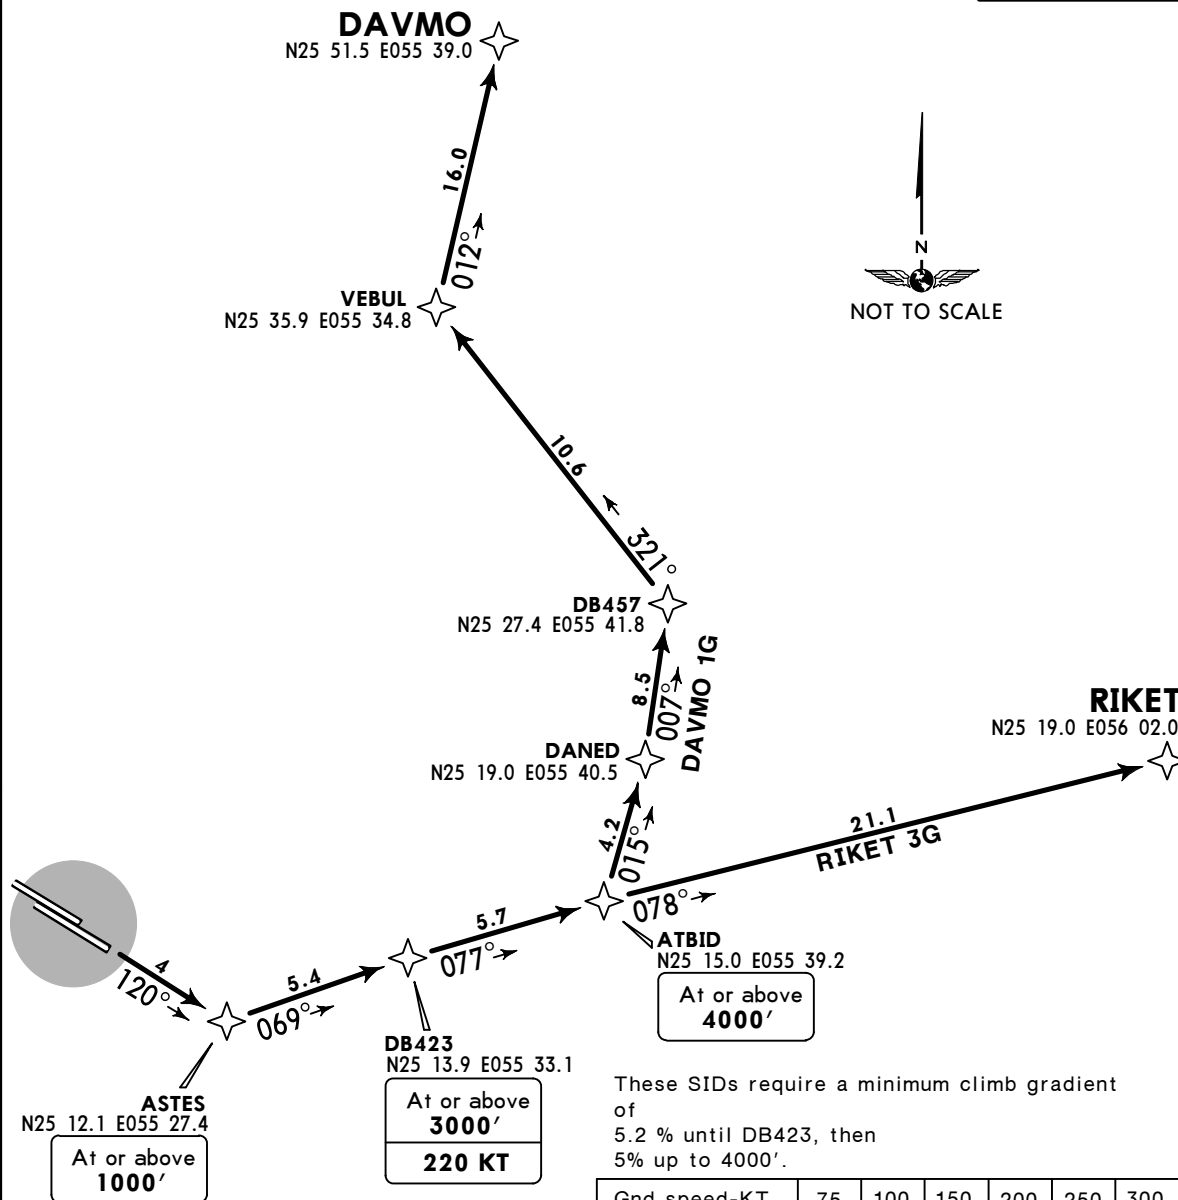 DAVMO
N25 51.5 E055 39.0
16.0
012°
N
NOT TO SCALE
VEBUL
N25 35.9 E055 34.8
10.6
321°
DB457
N25 27.4 E055 41.8
8.5
007°
DAVMO 1G
RIKET
N25 19.0 E056 02.0
DANED
N25 19.0 E055 40.5
4.2
015°
21.1
RIKET 3G
078°
5.7
077°
ATBID
N25 15.0 E055 39.2
At or above
4000′
4
120°
5.4
069°
DB423
N25 13.9 E055 33.1
At or above
3000′
220 KT
ASTES
N25 12.1 E055 27.4
At or above
1000′
These SIDs require a minimum climb gradient
of
5.2 % until DB423, then
5% up to 4000′.
Gnd speed-KT 75 100 150 200 250 300